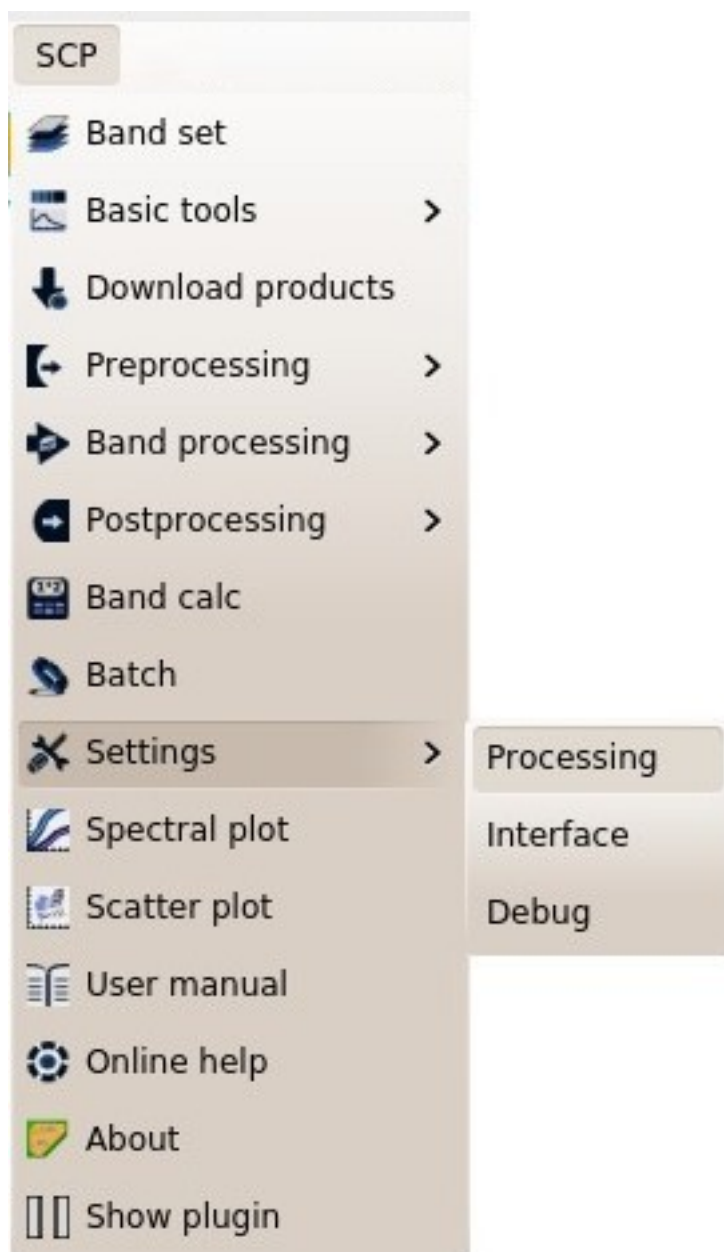 SCP
Band set
Basic tools
Download products
Preprocessing
Band processing
Postprocessing
Band calc
Batch
Settings
Processing
Interface
Debug
Spectral plot
Scatter plot
User manual
Online help
About
Show plugin